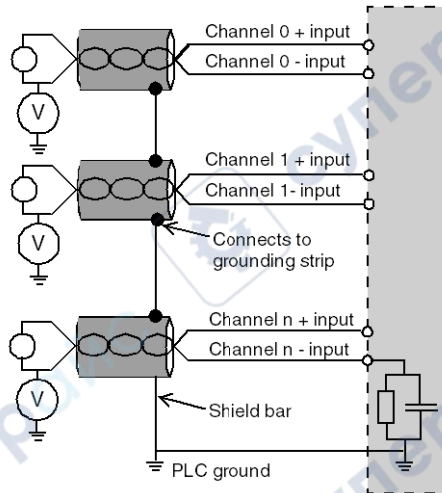 Channel 0 + input
Channel 0 - input
V
Channel 1 + input
Channel 1- input
V
Connects to
grounding strip
Channel n + input
Channel n - input
V
Shield bar
PLC ground
супер